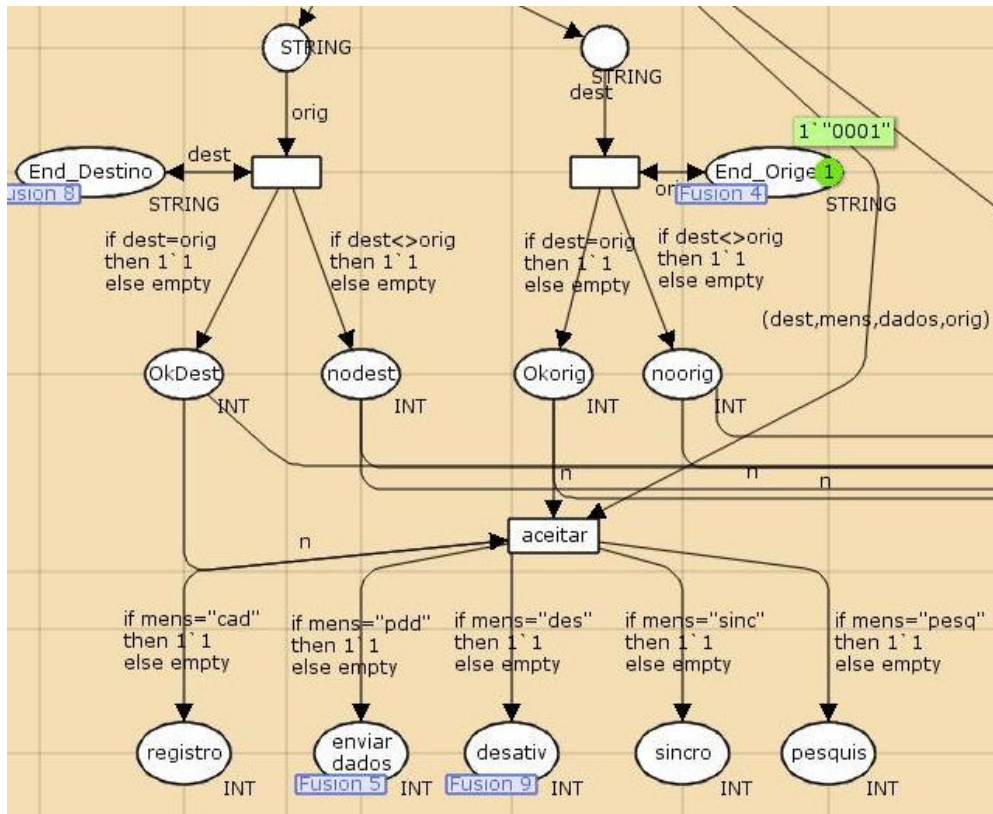 STRING
STRING
dest
orig
1`"0001"
dest
End_Destino
usion 8
STRING
End_Orige
1
ori
Fusion 4
STRING
if dest=orig
then 1`1
else empty
if dest<>orig
then 1`1
else empty
if dest=orig
then 1`1
else empty
if dest<>orig
then 1`1
else empty
(dest,mens,dados,orig)
OkDest
INT
nodest
INT
Okorig
INT
noorig
INT
n
n
n
n
aceitar
if mens="cad"
then 1`1
else empty
if mens="pdd"
then 1`1
else empty
if mens="des"
then 1`1
else empty
if mens="sinc"
then 1`1
else empty
if mens="pesq"
then 1`1
else empty
registro
INT
enviar
dados
Fusion 5
INT
desativ
Fusion 9
INT
sincro
INT
pesquis
INT